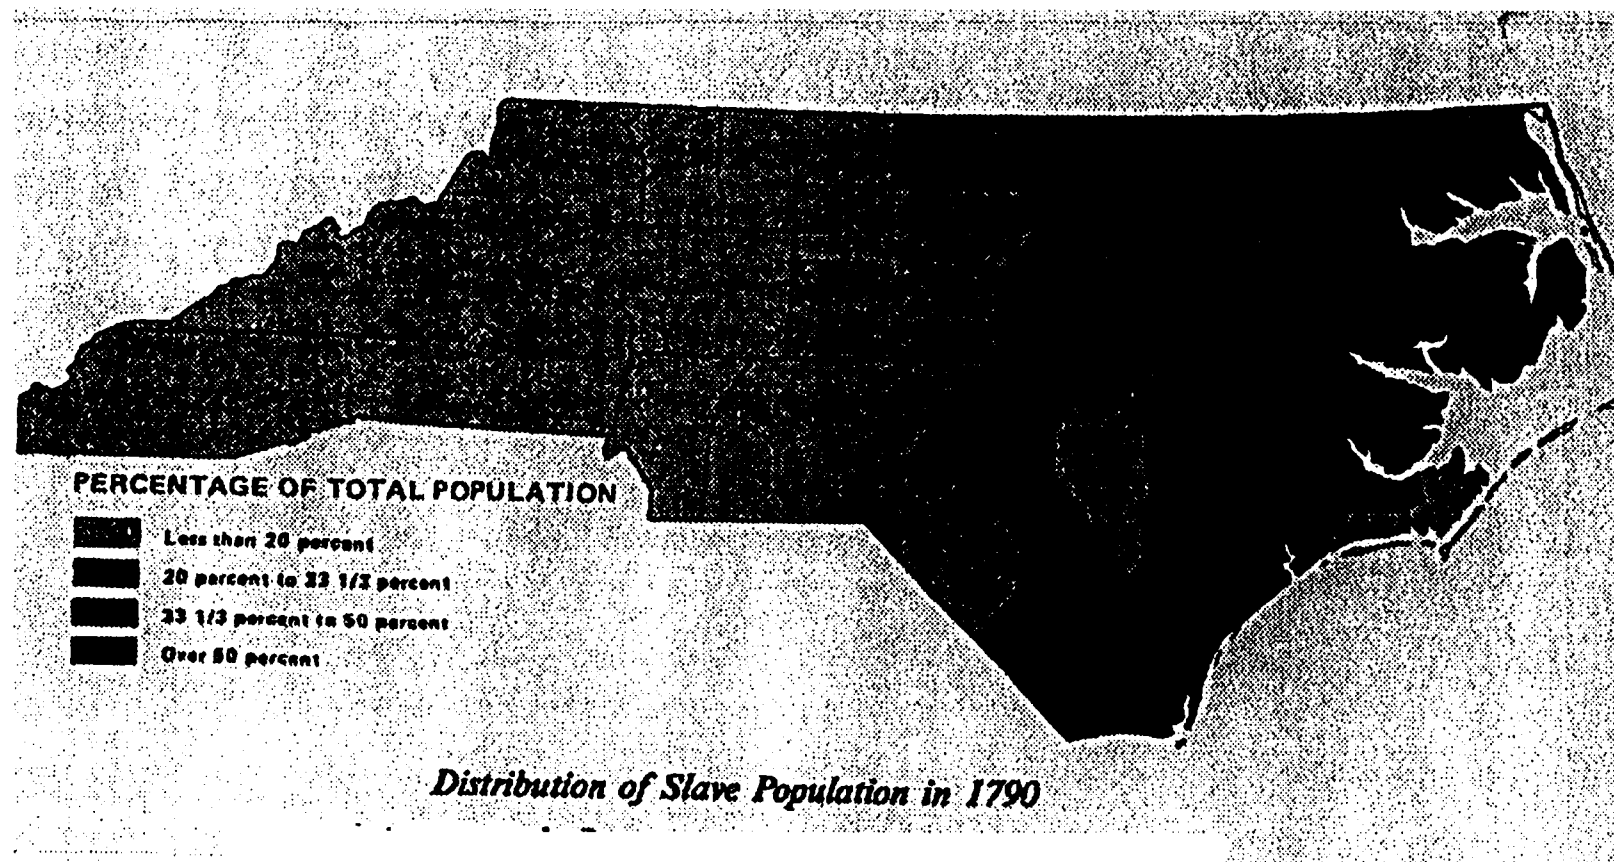 PERCENTAGE OF TOTAL POPULATION
Less than 20 percent
20 percent to 33 1/3 percent
33 1/3 percent to 50 percent
Over 50 percent
Distribution of Slave Population in 1790